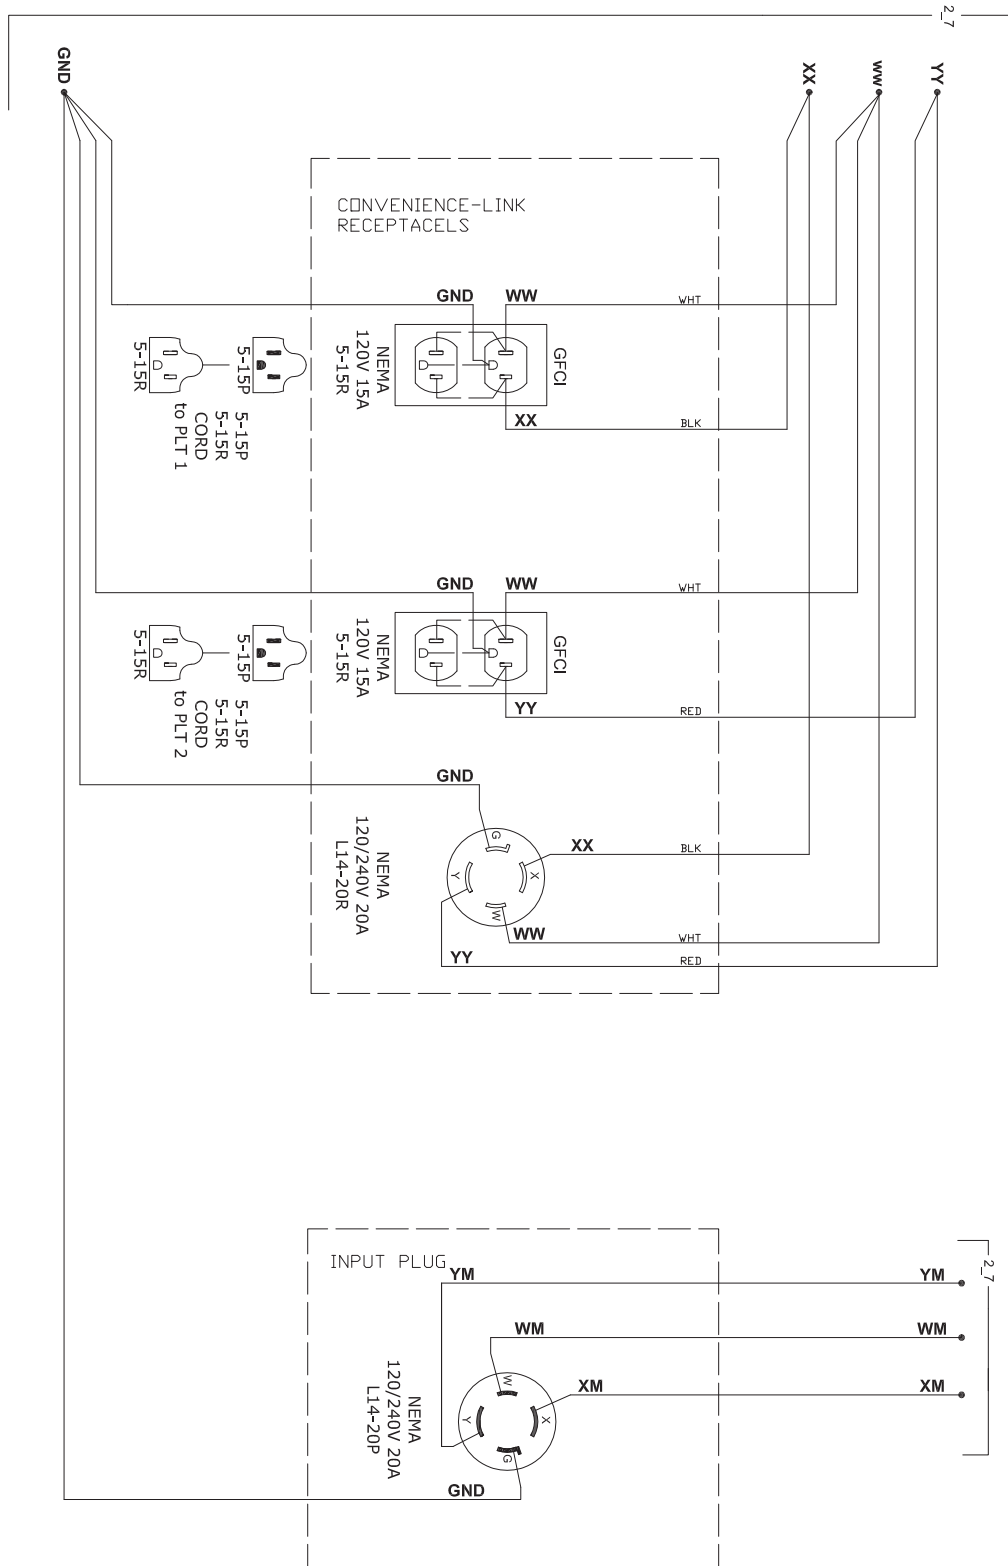 2_7
GND
XX
WW
YY
CONVENIENCE-LINK
RECEPTACELS
GND
WW
WHT
GFCI
NEMA
120V 15A
5-15R
5-15R
5-15P
5-15P
5-15R
CORD
to PLT 1
XX
BLK
GND
WW
WHT
GFCI
NEMA
120V 15A
5-15R
5-15R
5-15P
5-15P
5-15R
CORD
to PLT 2
YY
RED
GND
G
X
Y
W
XX
BLK
NEMA
120/240V 20A
L14-20R
WW
WHT
YY
RED
INPUT PLUG
2_7
YM
YM
WM
WM
XM
XM
W
X
Y
G
NEMA
120/240V 20A
L14-20P
GND